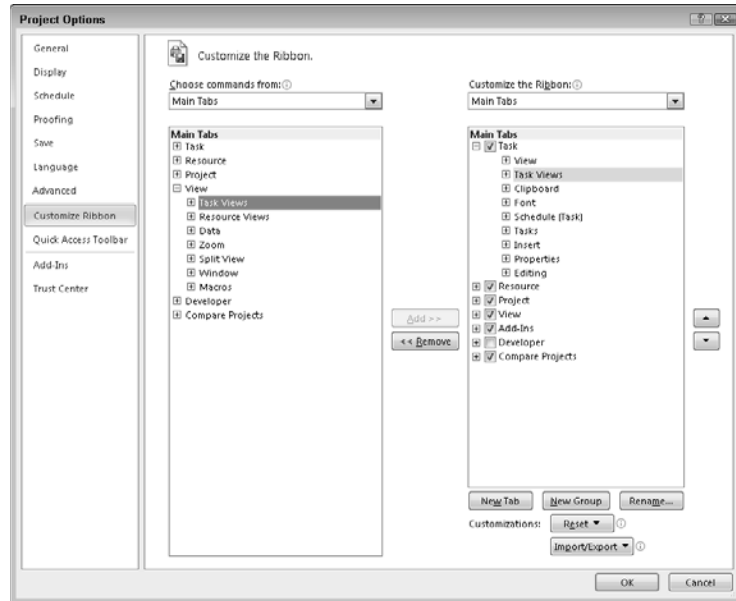 Project Options
General
Display
Schedule
Proofing
Save
Language
Advanced
Customize Ribbon
Quick Access Toolbar
Add-Ins
Trust Center
Customize the Ribbon.
Choose commands from:
Main Tabs
Main Tabs
Task
Resource
Project
View
Task Views
Resource Views
Data
Zoom
Split View
Window
Macros
Developer
Compare Projects
Add >>
<< Remove
Customize the Ribbon:
Main Tabs
Main Tabs
Task
View
Task Views
Clipboard
Font
Schedule (Task)
Tasks
Insert
Properties
Editing
Resource
Project
View
Add-Ins
Developer
Compare Projects
New Tab New Group Rename...
Customizations: Reset
Import/Export
OK Cancel